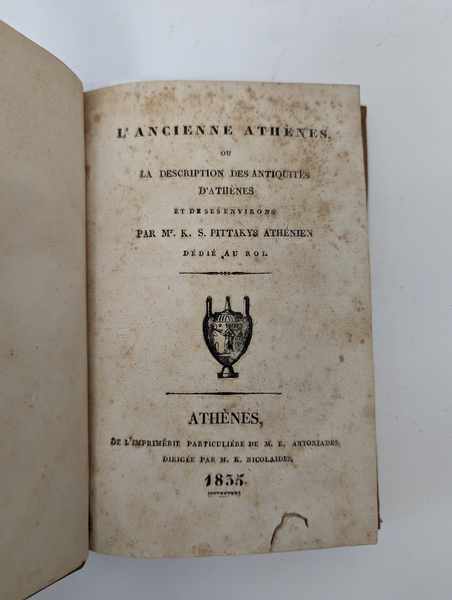 L'ANCIENNE ATHÈNES,
OU
LA DESCRIPTION DES ANTIQUITÉS
D'ATHÈNES
ET DE SES ENVIRONS
PAR Mr. K. S. PITTAKYS ATHÉNIEN
DÉDIÉ AU ROI.
ATHÈNES,
DE L'IMPRIMÉRIE PARTICULIÈRE DE M. E. ANTONIADES,
DIRIGÉE PAR M. K. NICOLAIDES,
1835.